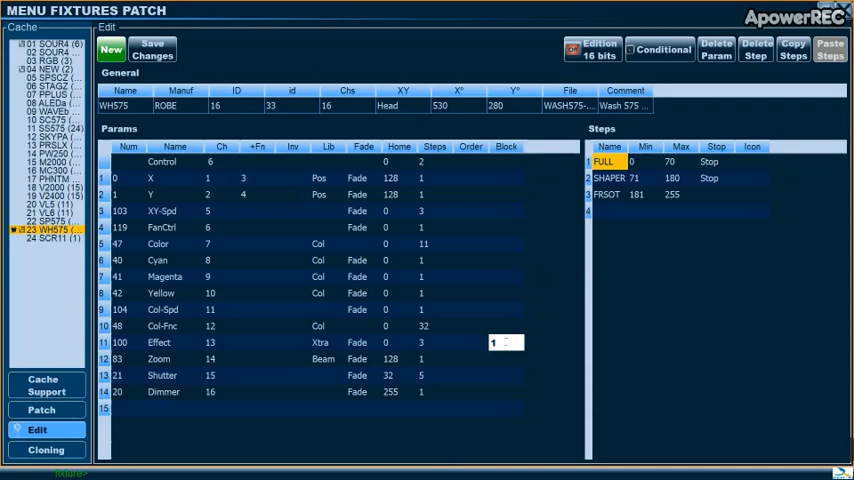 MENU FIXTURES PATCH
ApowerREC
Cache
01 SOUR4 (6)
02 SOUR4 ...
03 RGB (3)
04 NEW (2)
05 SPSCZ (...
06 STAGZ (...
07 PPLUS (...
08 ALEDa (...
09 WAVEb (...
10 SC575 (...
11 SS575 (24)
12 SKYPA (...
13 PRSLX (...
14 PW250 (...
15 M2000 (...
16 MC300 (...
17 PHNTM ...
18 V2000 (15)
19 V2400 (15)
20 VL5 (11)
21 VL6 (11)
22 SP575 (...
23 WH575 (...
24 SCR11 (1)
Cache Support
Patch
Edit
Cloning
fixture>
Edit
New
Save Changes
Edition 16 bits
Conditional
Delete Param
Delete Step
Copy Steps
Paste Steps
General
Name Manuf ID id Chs XY Xº Yº File Comment
WH575 ROBE 16 33 16 Head 530 280 WASH575-... Wash 575 ...
Params
Num Name Ch +Fn Inv Lib Fade Home Steps Order Block
Control 6 0 2
1 0 X 1 3 Pos Fade 128 1
2 1 Y 2 4 Pos Fade 128 1
3 103 XY-Spd 5 Fade 0 3
4 119 FanCtrl 6 Fade 0 1
5 47 Color 7 Col 0 11
6 40 Cyan 8 Col Fade 0 1
7 41 Magenta 9 Col Fade 0 1
8 42 Yellow 10 Col Fade 0 1
9 104 Col-Spd 11 Fade 0 1
10 48 Col-Fnc 12 Col 0 32
11 100 Effect 13 Xtra Fade 0 3 1
12 83 Zoom 14 Beam Fade 128 1
13 21 Shutter 15 Fade 32 5
14 20 Dimmer 16 Fade 255 1
15
Steps
Name Min Max Stop Icon
1 FULL 0 70 Stop
2 SHAPER 71 180 Stop
3 FRSOT 181 255
4